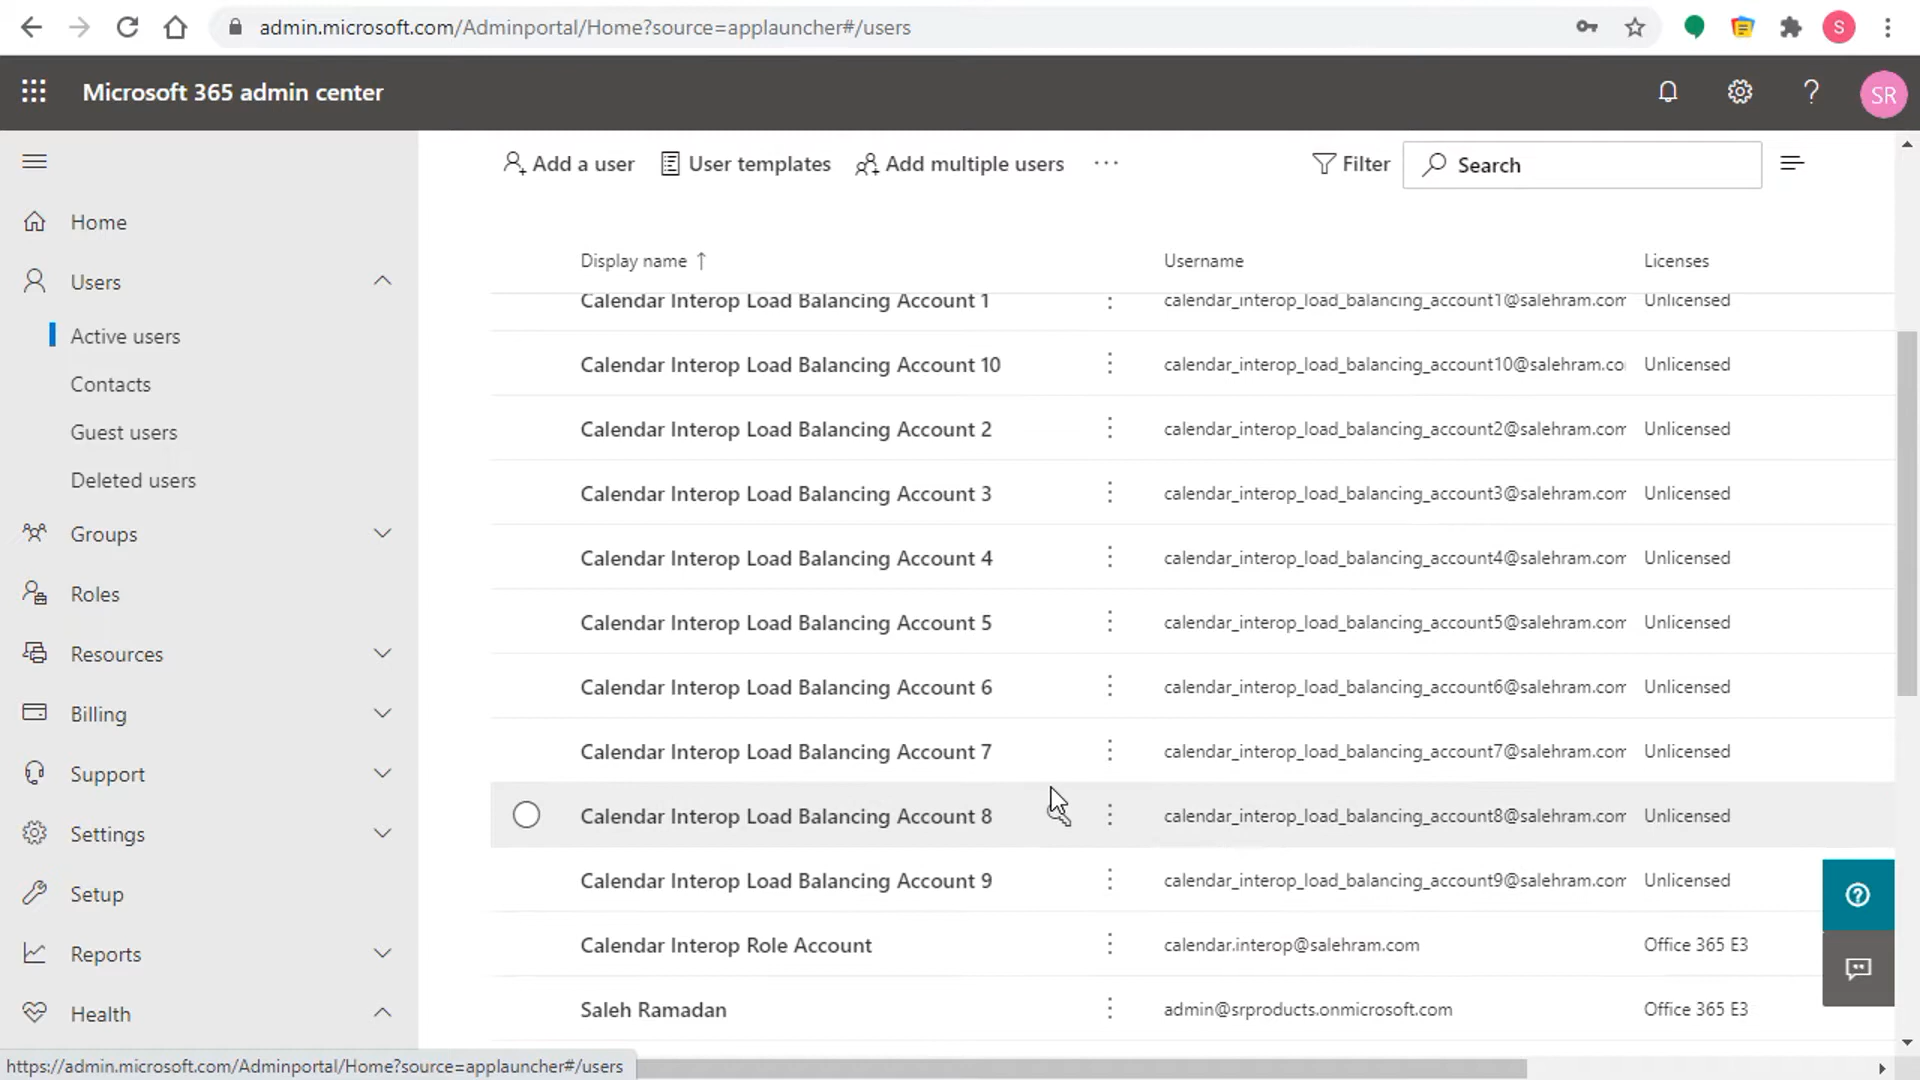 admin.microsoft.com/Adminportal/Home?source=applauncher#/users
S
Microsoft 365 admin center
SR
Add a user
User templates
Add multiple users
Filter
Search
Home
Users
Active users
Contacts
Guest users
Deleted users
Groups
Roles
Resources
Billing
Support
Settings
Setup
Reports
Health
Display name ↑ Username Licenses
Calendar Interop Load Balancing Account 1 calendar_interop_load_balancing_account1@salehram.com Unlicensed
Calendar Interop Load Balancing Account 10 calendar_interop_load_balancing_account10@salehram.co Unlicensed
Calendar Interop Load Balancing Account 2 calendar_interop_load_balancing_account2@salehram.com Unlicensed
Calendar Interop Load Balancing Account 3 calendar_interop_load_balancing_account3@salehram.com Unlicensed
Calendar Interop Load Balancing Account 4 calendar_interop_load_balancing_account4@salehram.com Unlicensed
Calendar Interop Load Balancing Account 5 calendar_interop_load_balancing_account5@salehram.com Unlicensed
Calendar Interop Load Balancing Account 6 calendar_interop_load_balancing_account6@salehram.com Unlicensed
Calendar Interop Load Balancing Account 7 calendar_interop_load_balancing_account7@salehram.com Unlicensed
Calendar Interop Load Balancing Account 8 calendar_interop_load_balancing_account8@salehram.com Unlicensed
Calendar Interop Load Balancing Account 9 calendar_interop_load_balancing_account9@salehram.com Unlicensed
Calendar Interop Role Account calendar.interop@salehram.com Office 365 E3
Saleh Ramadan admin@srproducts.onmicrosoft.com Office 365 E3
https://admin.microsoft.com/Adminportal/Home?source=applauncher#/users